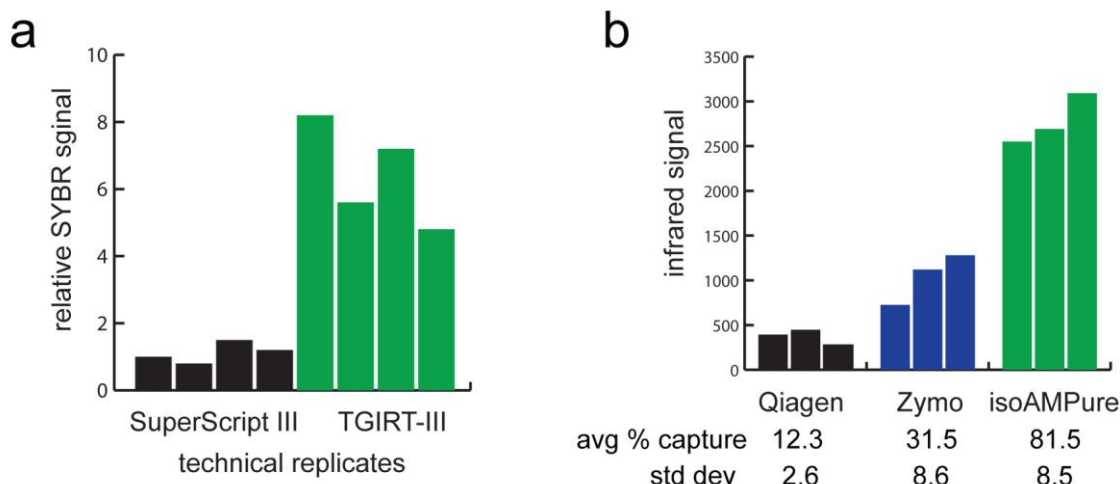 a
10
8
6
4
2
0
relative SYBR sginal
SuperScript III TGIRT-III
technical replicates
b
3500
3000
2500
2000
1500
1000
500
0
infrared signal
Qiagen Zymo isoAMPure
avg % capture 12.3 31.5 81.5
std dev 2.6 8.6 8.5